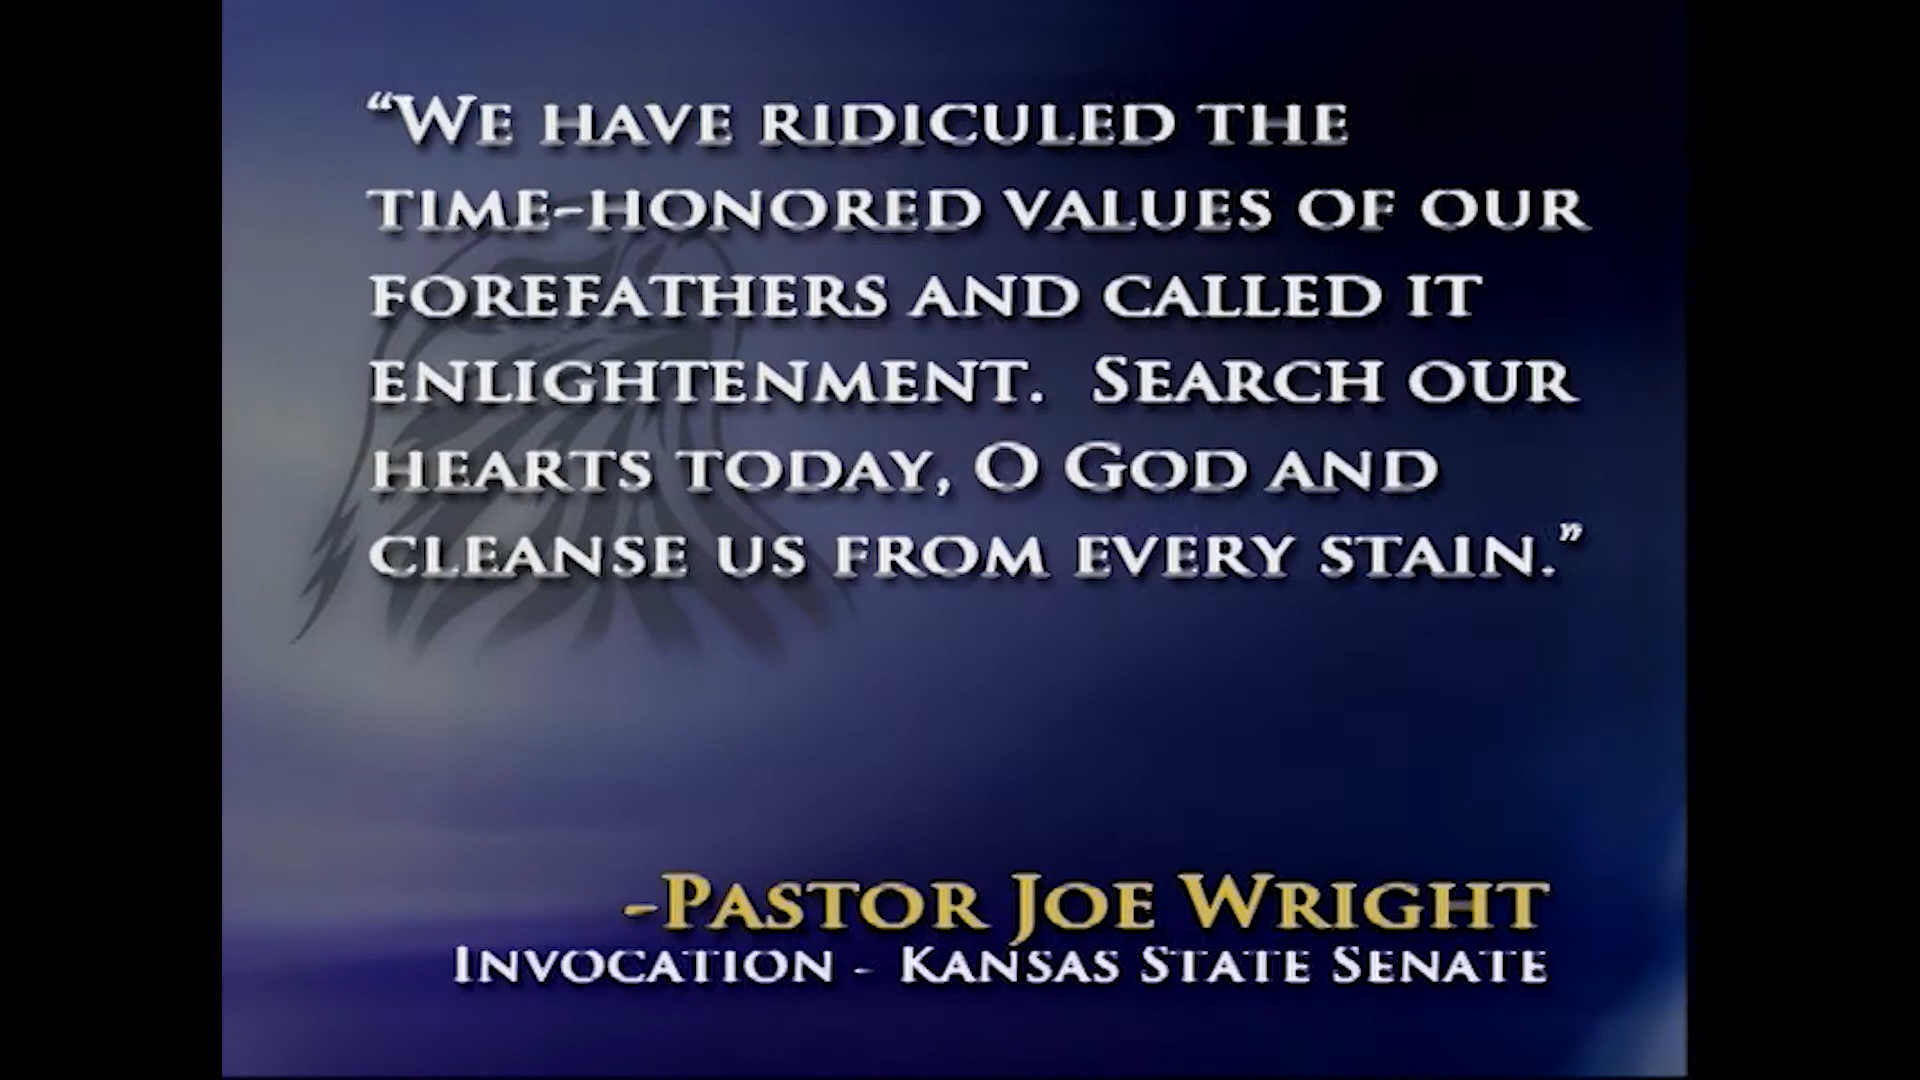 “We have ridiculed the
time-honored values of our
forefathers and called it
enlightenment. Search our
hearts today, O God and
cleanse us from every stain.”
-Pastor Joe Wright
Invocation - Kansas State Senate